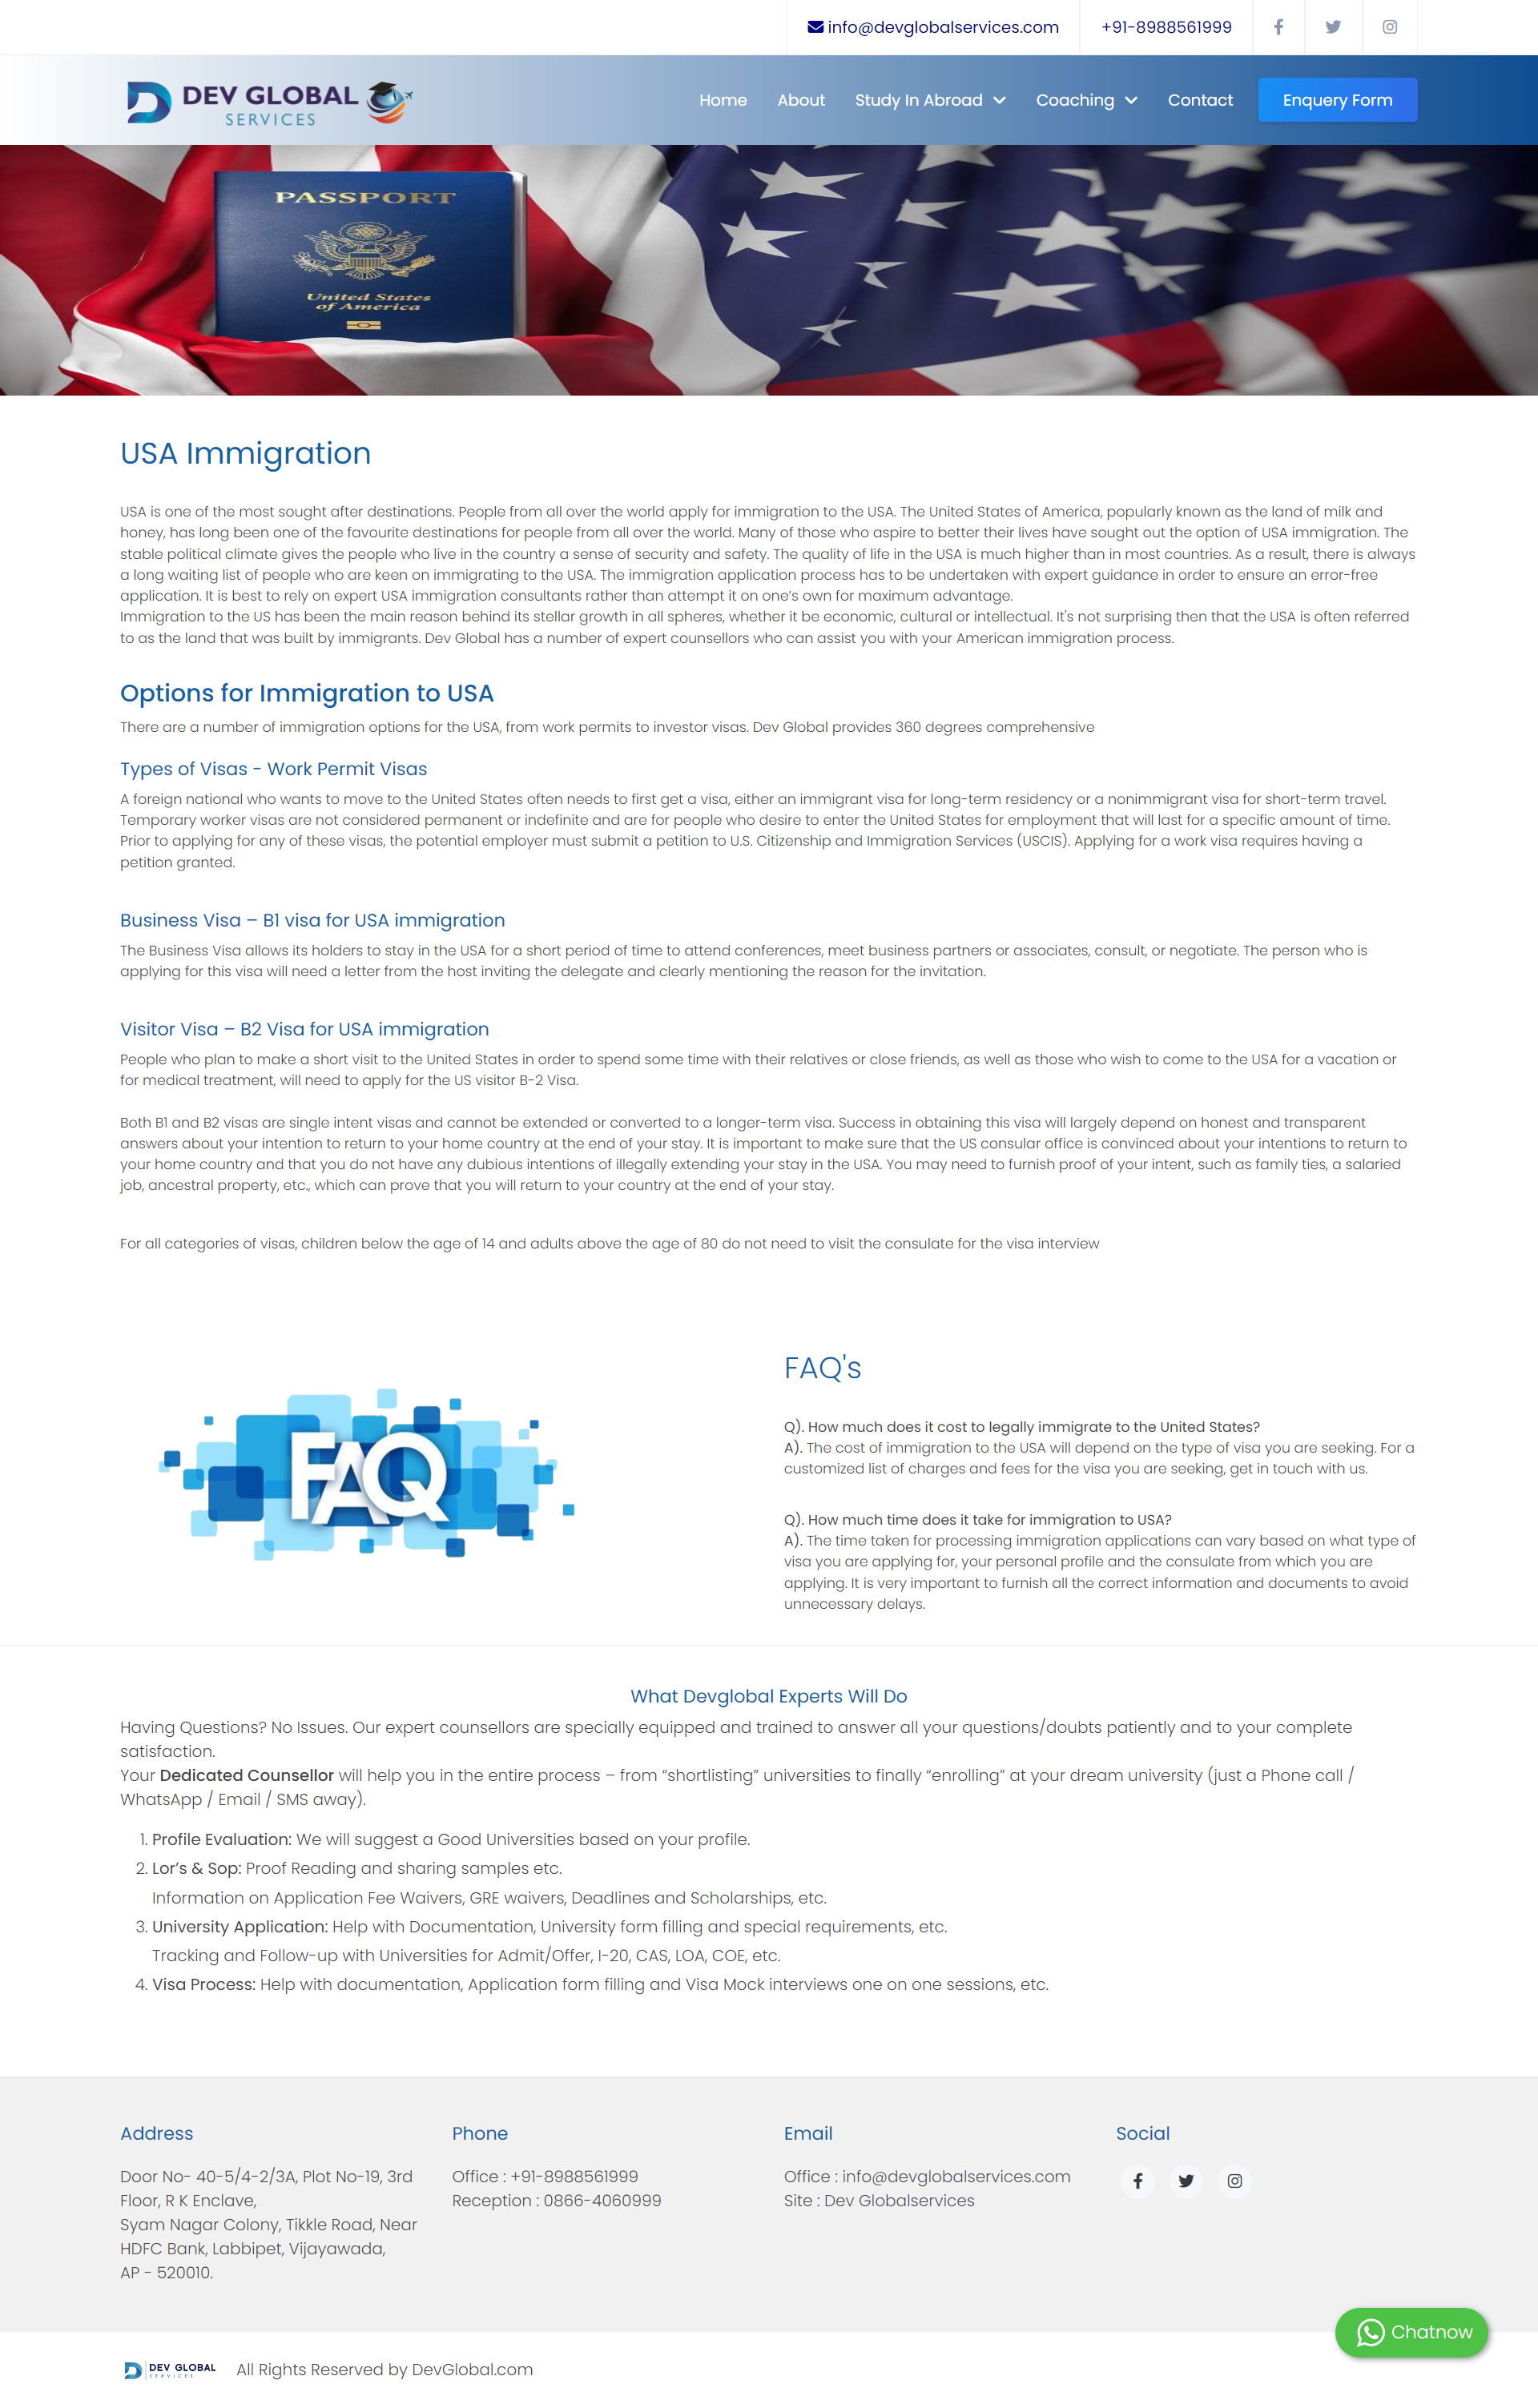 info@devglobalservices.com
+91-8988561999
DEV GLOBAL
SERVICES
Home
About
Study In Abroad
Coaching
Contact
Enquery Form
PASSPORT
United States
of America
USA Immigration
USA is one of the most sought after destinations. People from all over the world apply for immigration to the USA. The United States of America, popularly known as the land of milk and
honey, has long been one of the favourite destinations for people from all over the world. Many of those who aspire to better their lives have sought out the option of USA immigration. The
stable political climate gives the people who live in the country a sense of security and safety. The quality of life in the USA is much higher than in most countries. As a result, there is always
a long waiting list of people who are keen on immigrating to the USA. The immigration application process has to be undertaken with expert guidance in order to ensure an error-free
application. It is best to rely on expert USA immigration consultants rather than attempt it on one’s own for maximum advantage.
Immigration to the US has been the main reason behind its stellar growth in all spheres, whether it be economic, cultural or intellectual. It's not surprising then that the USA is often referred
to as the land that was built by immigrants. Dev Global has a number of expert counsellors who can assist you with your American immigration process.
Options for Immigration to USA
There are a number of immigration options for the USA, from work permits to investor visas. Dev Global provides 360 degrees comprehensive
Types of Visas - Work Permit Visas
A foreign national who wants to move to the United States often needs to first get a visa, either an immigrant visa for long-term residency or a nonimmigrant visa for short-term travel.
Temporary worker visas are not considered permanent or indefinite and are for people who desire to enter the United States for employment that will last for a specific amount of time.
Prior to applying for any of these visas, the potential employer must submit a petition to U.S. Citizenship and Immigration Services (USCIS). Applying for a work visa requires having a
petition granted.
Business Visa – B1 visa for USA immigration
The Business Visa allows its holders to stay in the USA for a short period of time to attend conferences, meet business partners or associates, consult, or negotiate. The person who is
applying for this visa will need a letter from the host inviting the delegate and clearly mentioning the reason for the invitation.
Visitor Visa – B2 Visa for USA immigration
People who plan to make a short visit to the United States in order to spend some time with their relatives or close friends, as well as those who wish to come to the USA for a vacation or
for medical treatment, will need to apply for the US visitor B-2 Visa.
Both B1 and B2 visas are single intent visas and cannot be extended or converted to a longer-term visa. Success in obtaining this visa will largely depend on honest and transparent
answers about your intention to return to your home country at the end of your stay. It is important to make sure that the US consular office is convinced about your intentions to return to
your home country and that you do not have any dubious intentions of illegally extending your stay in the USA. You may need to furnish proof of your intent, such as family ties, a salaried
job, ancestral property, etc., which can prove that you will return to your country at the end of your stay.
For all categories of visas, children below the age of 14 and adults above the age of 80 do not need to visit the consulate for the visa interview
FAQ
FAQ's
Q). How much does it cost to legally immigrate to the United States?
A). The cost of immigration to the USA will depend on the type of visa you are seeking. For a
customized list of charges and fees for the visa you are seeking, get in touch with us.
Q). How much time does it take for immigration to USA?
A). The time taken for processing immigration applications can vary based on what type of
visa you are applying for, your personal profile and the consulate from which you are
applying. It is very important to furnish all the correct information and documents to avoid
unnecessary delays.
What Devglobal Experts Will Do
Having Questions? No Issues. Our expert counsellors are specially equipped and trained to answer all your questions/doubts patiently and to your complete
satisfaction.
Your Dedicated Counsellor will help you in the entire process – from “shortlisting” universities to finally “enrolling” at your dream university (just a Phone call /
WhatsApp / Email / SMS away).
1. Profile Evaluation: We will suggest a Good Universities based on your profile.
2. Lor’s & Sop: Proof Reading and sharing samples etc.
Information on Application Fee Waivers, GRE waivers, Deadlines and Scholarships, etc.
3. University Application: Help with Documentation, University form filling and special requirements, etc.
Tracking and Follow-up with Universities for Admit/Offer, I-20, CAS, LOA, COE, etc.
4. Visa Process: Help with documentation, Application form filling and Visa Mock interviews one on one sessions, etc.
Address
Door No- 40-5/4-2/3A, Plot No-19, 3rd
Floor, R K Enclave,
Syam Nagar Colony, Tikkle Road, Near
HDFC Bank, Labbipet, Vijayawada,
AP - 520010.
Phone
Office : +91-8988561999
Reception : 0866-4060999
Email
Office : info@devglobalservices.com
Site : Dev Globalservices
Social
Chatnow
DEV GLOBAL
SERVICES
All Rights Reserved by DevGlobal.com